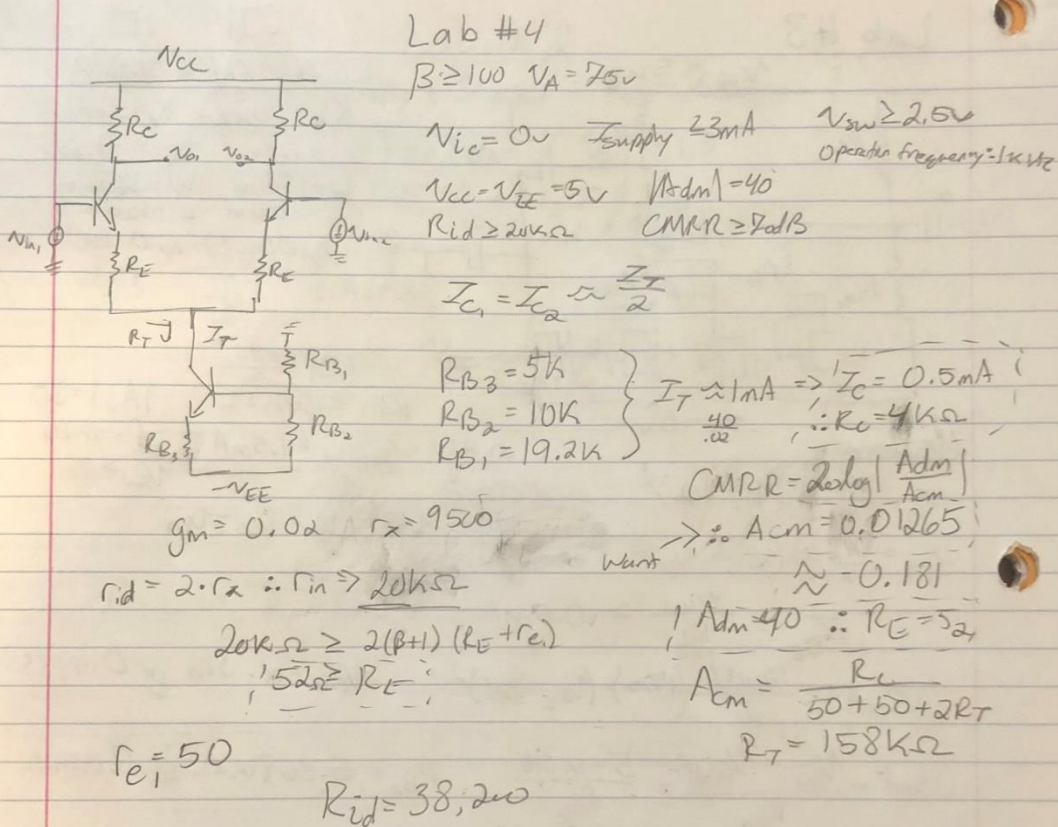 Lab #4
β ≥ 100 VA = 75v
Vic = 0v Isupply ≥ 3mA Vsw ≥ 2.5v
Operation frequency = 1kHz
Vcc = VEE = 5v |Adm| = 40
Rid ≥ 20kΩ CMRR ≥ 70dB
IC1 = IC2 ≈ IT/2
Vcc
RC RC
Vo1 Vo2
Vin1 Vin2
RE RE
RT IT
RB1
RB2
RB3
-VEE
RB3 = 5K
RB2 = 10K
RB1 = 19.2K
IT ≈ 1mA => IC = 0.5mA
40/.02 ∴ RC = 4KΩ
CMRR = 20log|Adm/Acm|
Want => ∴ Acm = 0.01265
≈ -0.181
Adm = 40 ∴ RE = 52
Acm = RC/(50+50+2RT)
RT = 158KΩ
gm = 0.02 rπ = 9500
rid = 2·rπ ∴ rin => 20kΩ
20kΩ ≥ 2(β+1)(RE+re)
52Ω ≥ RE
re1 = 50
Rid = 38,200